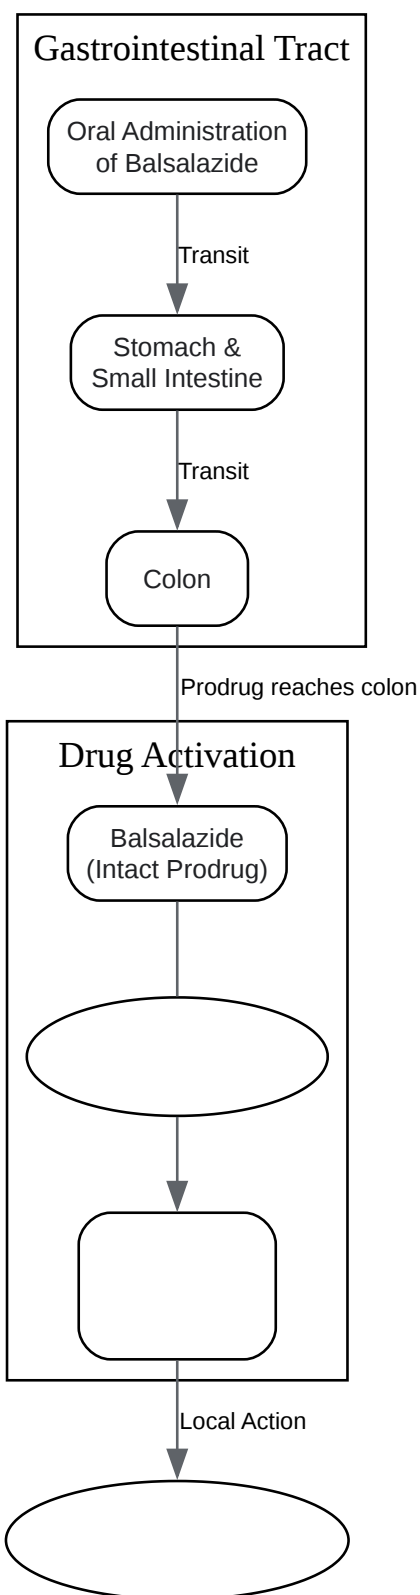 Gastrointestinal Tract
Oral Administration
of Balsalazide
Transit
Stomach &
Small Intestine
Transit
Colon
Prodrug reaches colon
Drug Activation
Balsalazide
(Intact Prodrug)
Local Action